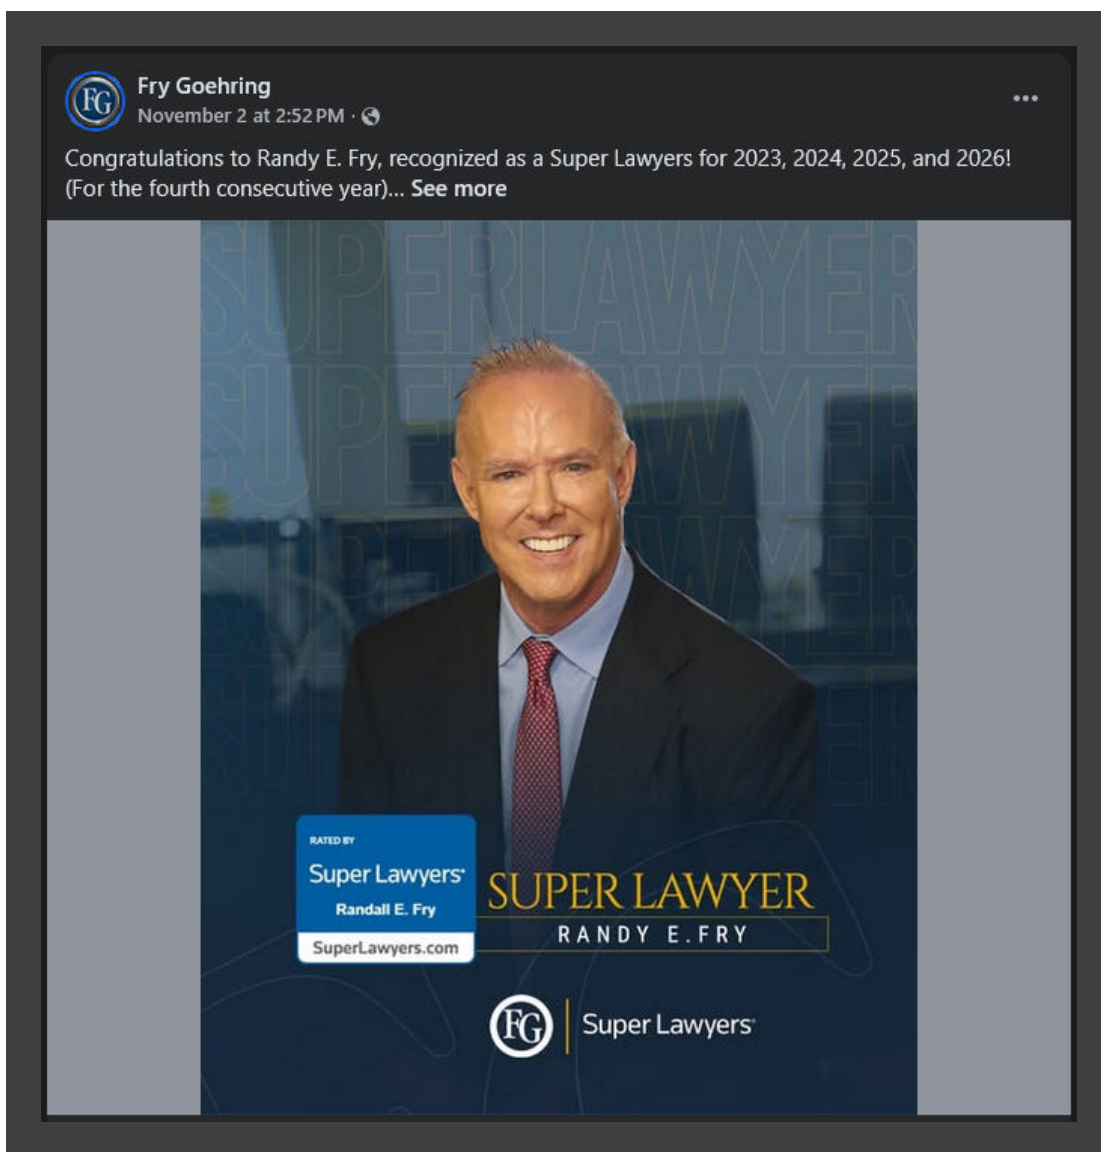 FG
Fry Goehring
November 2 at 2:52 PM ·
Congratulations to Randy E. Fry, recognized as a Super Lawyers for 2023, 2024, 2025, and 2026!
(For the fourth consecutive year)... See more
SUPERLAWYER
SUPERLAWYER
SUPERLAWYER
SUPERLAWYER
RATED BY
Super Lawyers®
Randall E. Fry
SuperLawyers.com
SUPER LAWYER
RANDY E. FRY
FG
Super Lawyers®